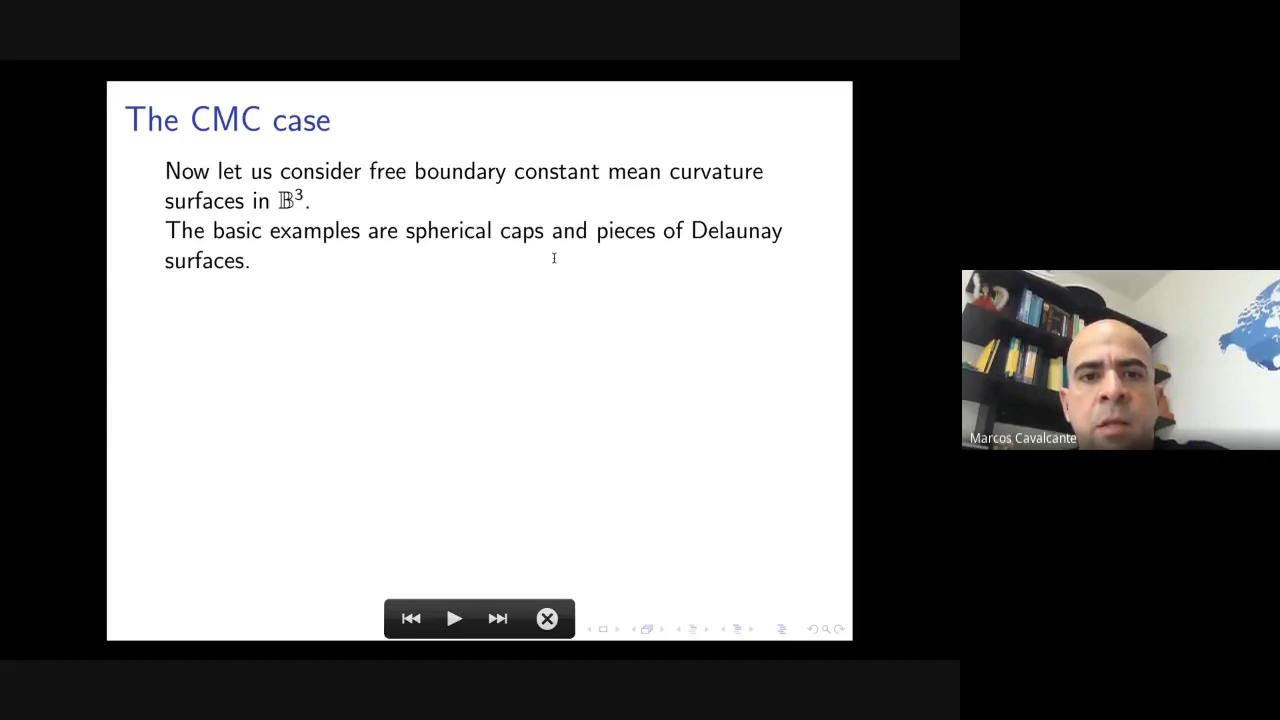 The CMC case
Now let us consider free boundary constant mean curvature
surfaces in 𝔹³.
The basic examples are spherical caps and pieces of Delaunay
surfaces.
Marcos Cavalcante